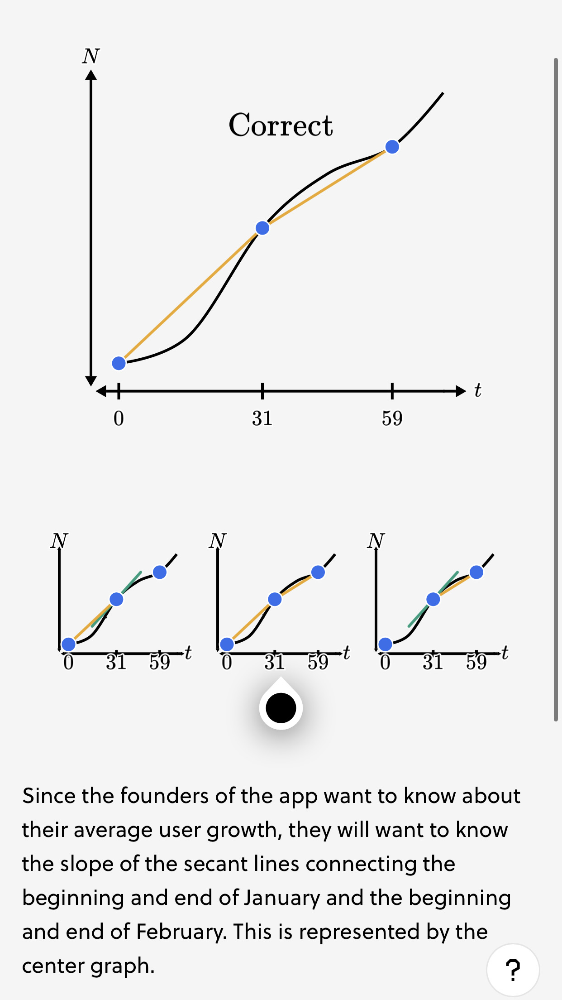 N
Correct
t
0 31 59
N N N
t t t
0 31 59 0 31 59 0 31 59
Since the founders of the app want to know about
their average user growth, they will want to know
the slope of the secant lines connecting the
beginning and end of January and the beginning
and end of February. This is represented by the
center graph.
?